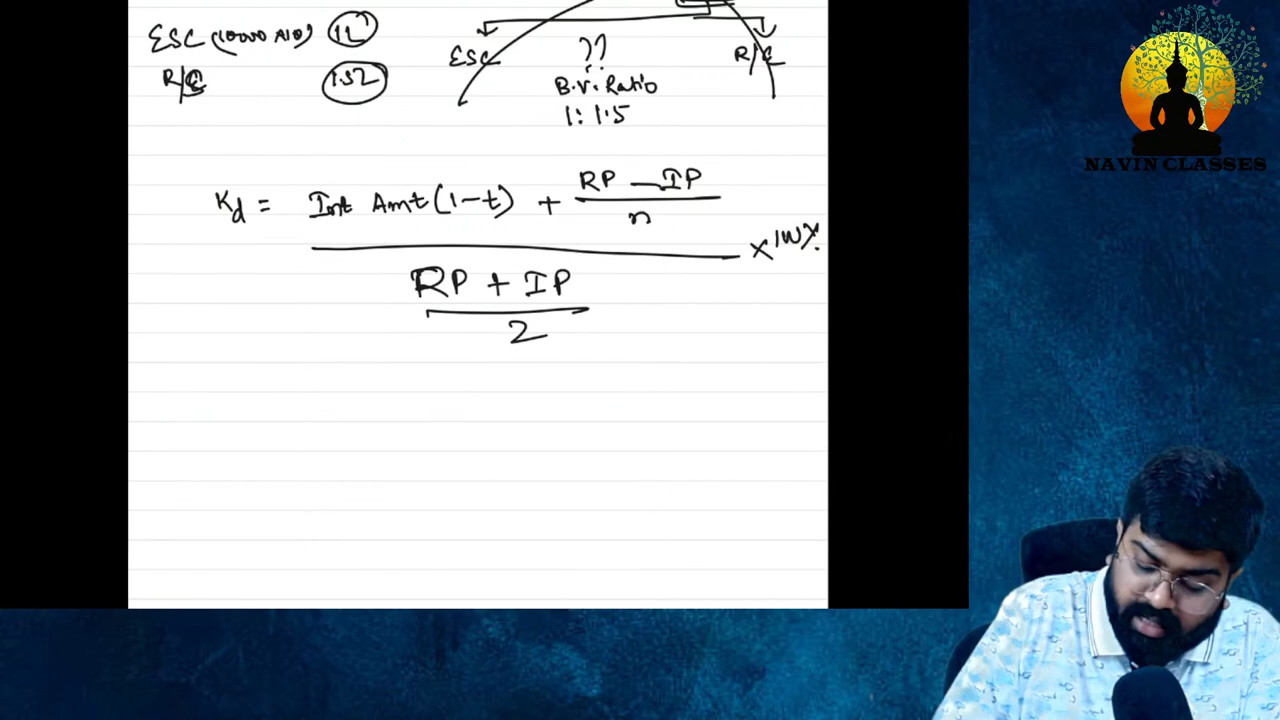 ESC (10000 No) 1L
R/E 1.5L
ESC ?? R/E
B.V. Ratio
1 : 1.5
Kd = Int Amt (1-t) + RP - IP / n
× 100%
RP + IP
2
NAVIN CLASSES